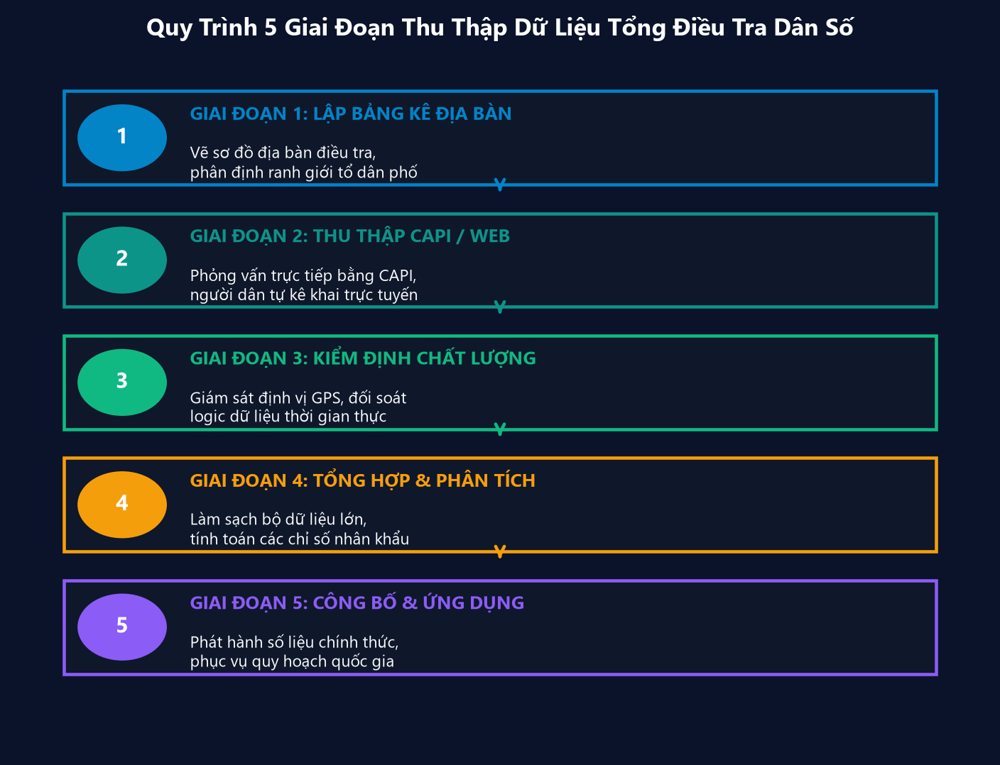 Quy Trình 5 Giai Đoạn Thu Thập Dữ Liệu Tổng Điều Tra Dân Số
1
GIAI ĐOẠN 1: LẬP BẢNG KÊ ĐỊA BÀN
Vẽ sơ đồ địa bàn điều tra,
phân định ranh giới tổ dân phố
2
GIAI ĐOẠN 2: THU THẬP CAPI / WEB
Phỏng vấn trực tiếp bằng CAPI,
người dân tự kê khai trực tuyến
3
GIAI ĐOẠN 3: KIỂM ĐỊNH CHẤT LƯỢNG
Giám sát định vị GPS, đối soát
logic dữ liệu thời gian thực
4
GIAI ĐOẠN 4: TỔNG HỢP & PHÂN TÍCH
Làm sạch bộ dữ liệu lớn,
tính toán các chỉ số nhân khẩu
5
GIAI ĐOẠN 5: CÔNG BỐ & ỨNG DỤNG
Phát hành số liệu chính thức,
phục vụ quy hoạch quốc gia